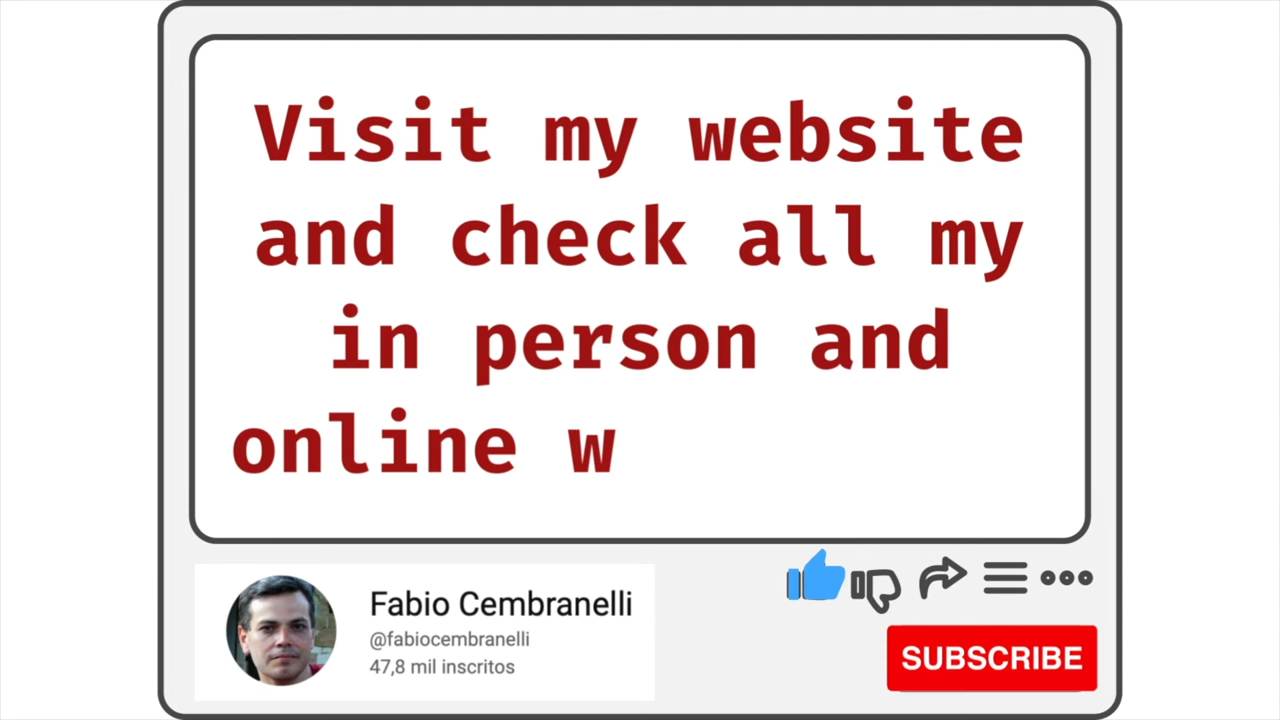 Visit my website
and check all my
in person and
online w
Fabio Cembranelli
@fabiocembranelli
47,8 mil inscritos
SUBSCRIBE